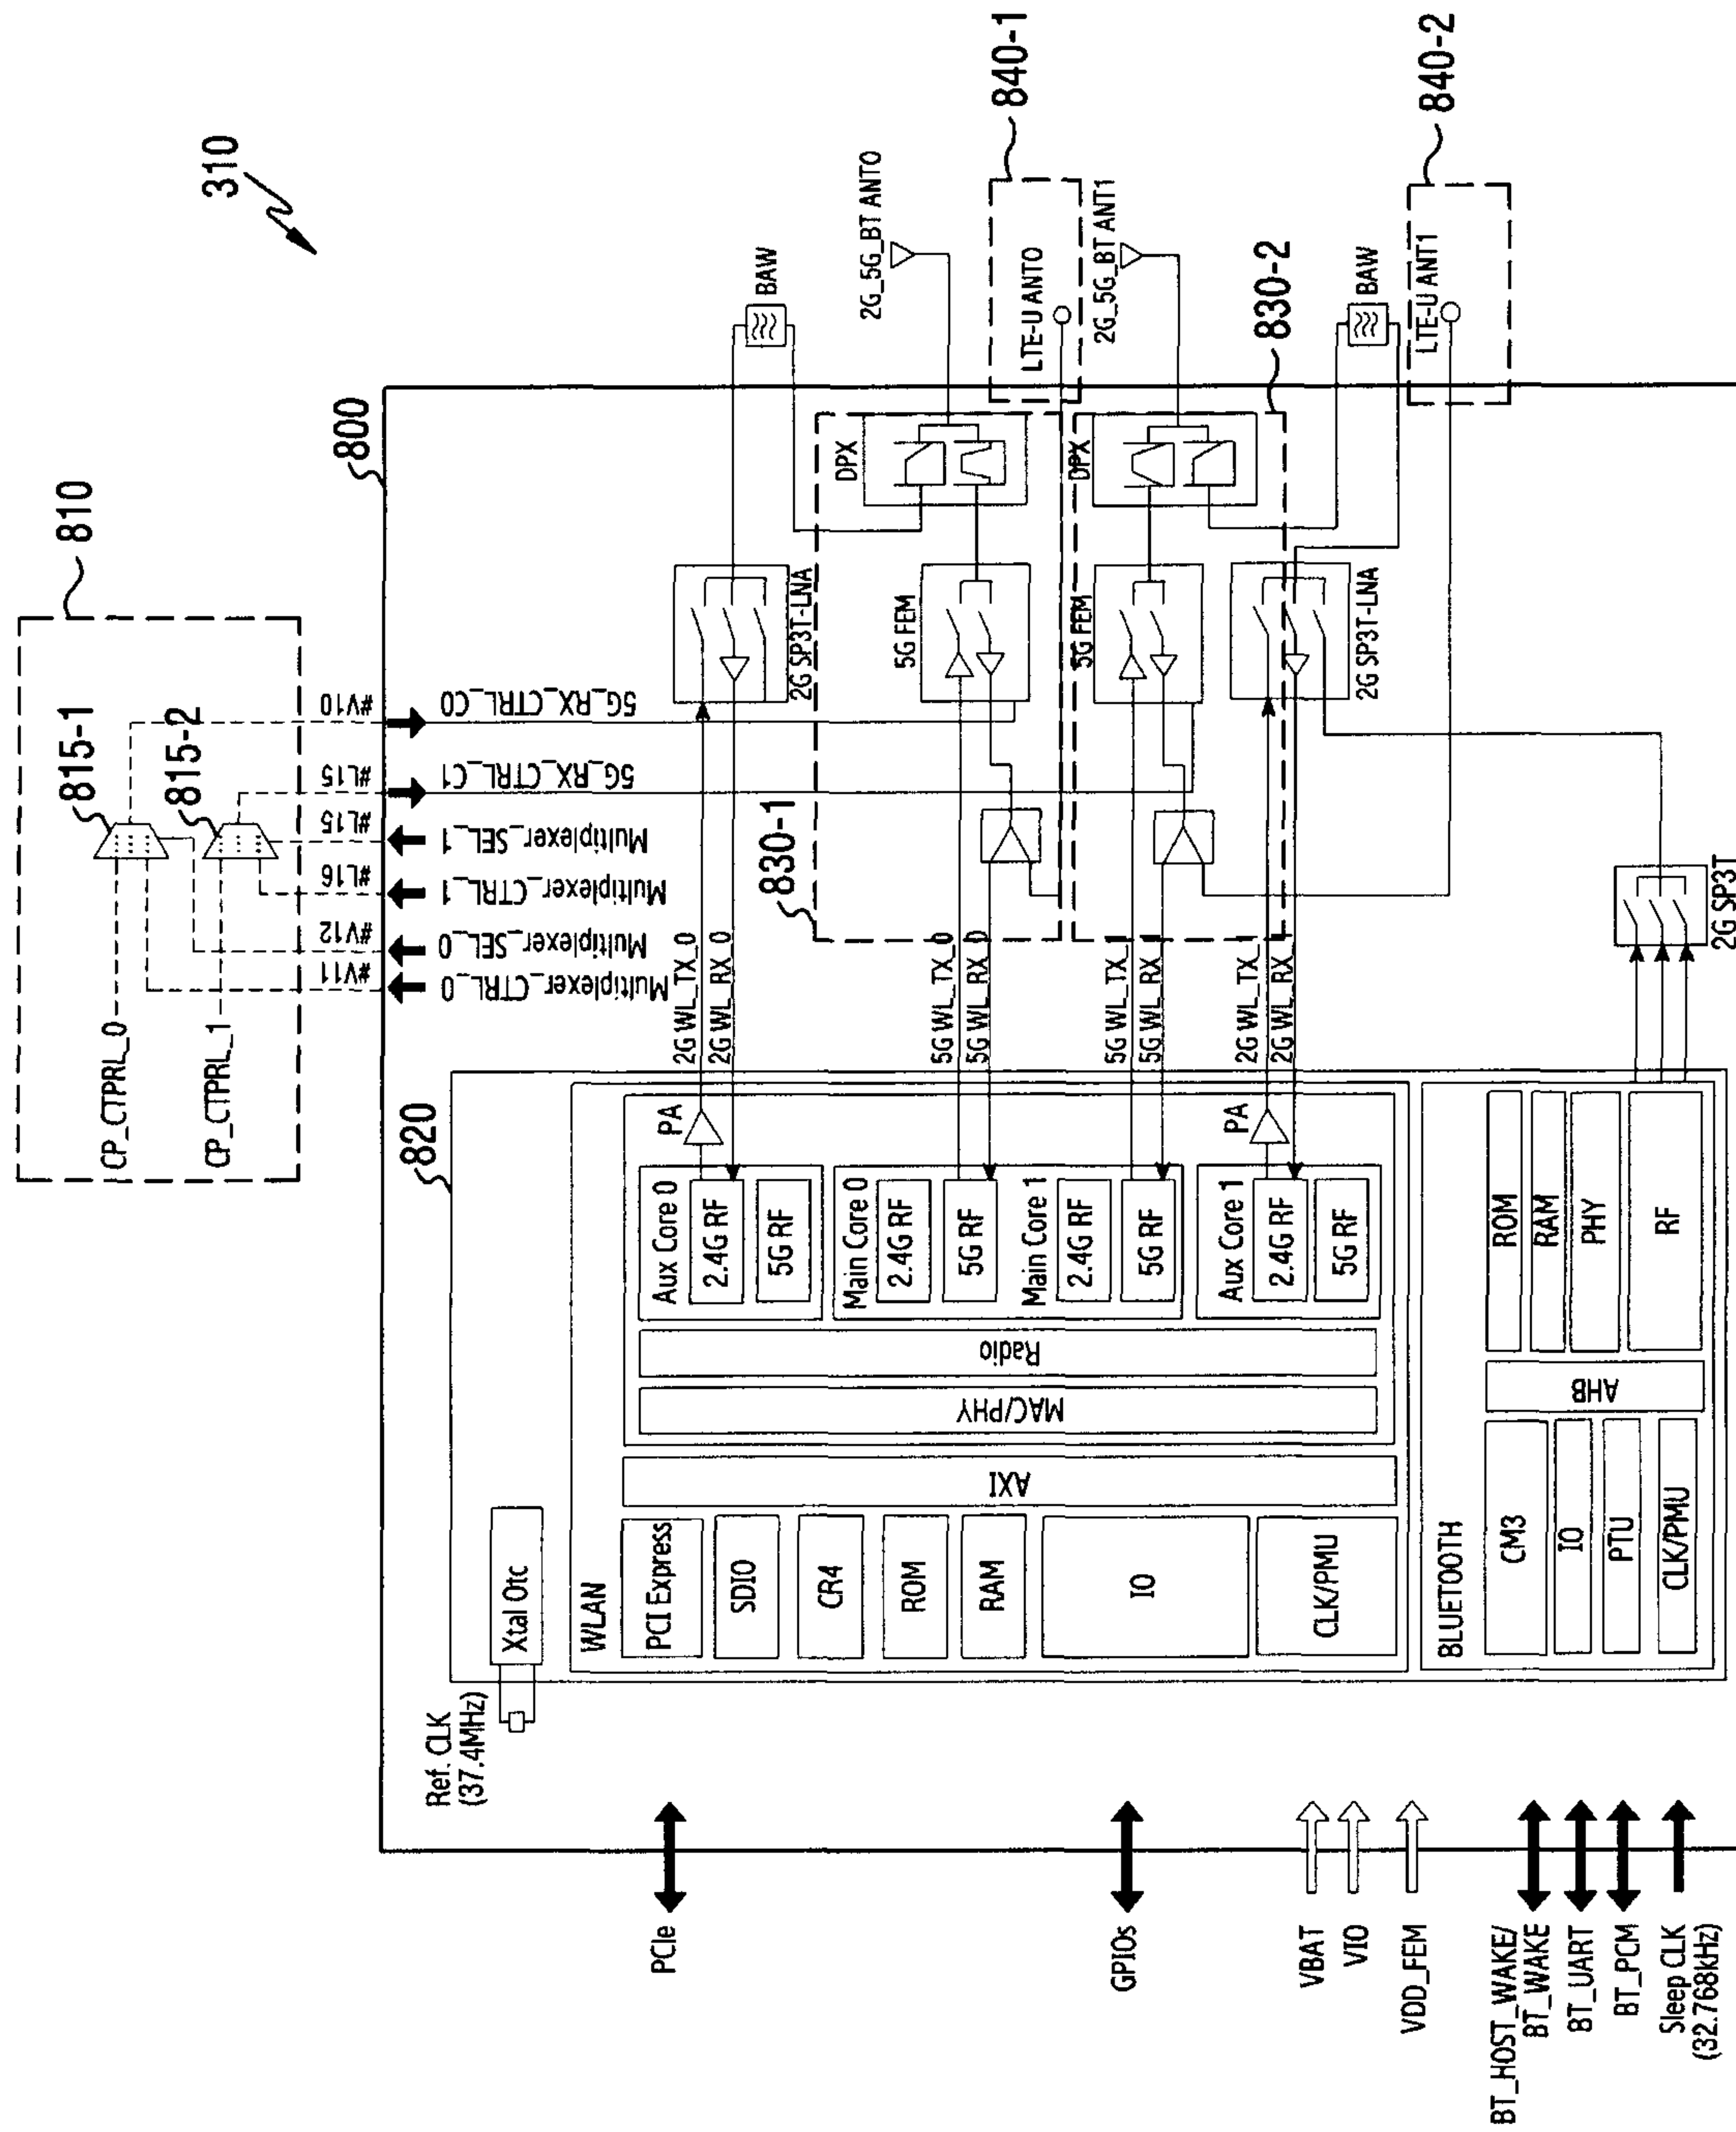 310
810
815-1
815-2
CP_CTPRL_0
CP_CTPRL_1
#V10
#L15
#L15
#L16
#V12
#V11
800
5G_RX_CTRL_C0
5G_RX_CTRL_C1
Multiplexer_SEL_1
Multiplexer_CTRL_1
Multiplexer_SEL_0
Multiplexer_CTRL_0
820
Ref. CLK
(37.4MHz)
Xtal Otc
WLAN
PCI Express
SDIO
CR4
ROM
RAM
IO
CLK/PMU
AXI
MAC/PHY
Radio
Aux Core 0
2.4G RF
5G RF
Main Core 0
2.4G RF
5G RF
Main Core 1
2.4G RF
5G RF
Aux Core 1
2.4G RF
5G RF
PA
PA
2G WL_TX_0
2G WL_RX_0
5G WL_TX_0
5G WL_RX_0
5G WL_TX_1
5G WL_RX_1
2G WL_TX_1
2G WL_RX_1
830-1
2G SP3T-LNA
5G FEM
DPX
5G FEM
DPX
2G SP3T-LNA
830-2
BAW
2G_5G_BT ANT0
LTE-U ANT0
840-1
2G_5G_BT ANT1
BAW
LTE-U ANT1
840-2
2G SP3T
BLUETOOTH
CM3
IO
PTU
CLK/PMU
AHB
ROM
RAM
PHY
RF
PCIe
GPIOs
VBAT
VIO
VDD_FEM
BT_HOST_WAKE/
BT_WAKE
BT_UART
BT_PCM
Sleep CLK
(32.768kHz)